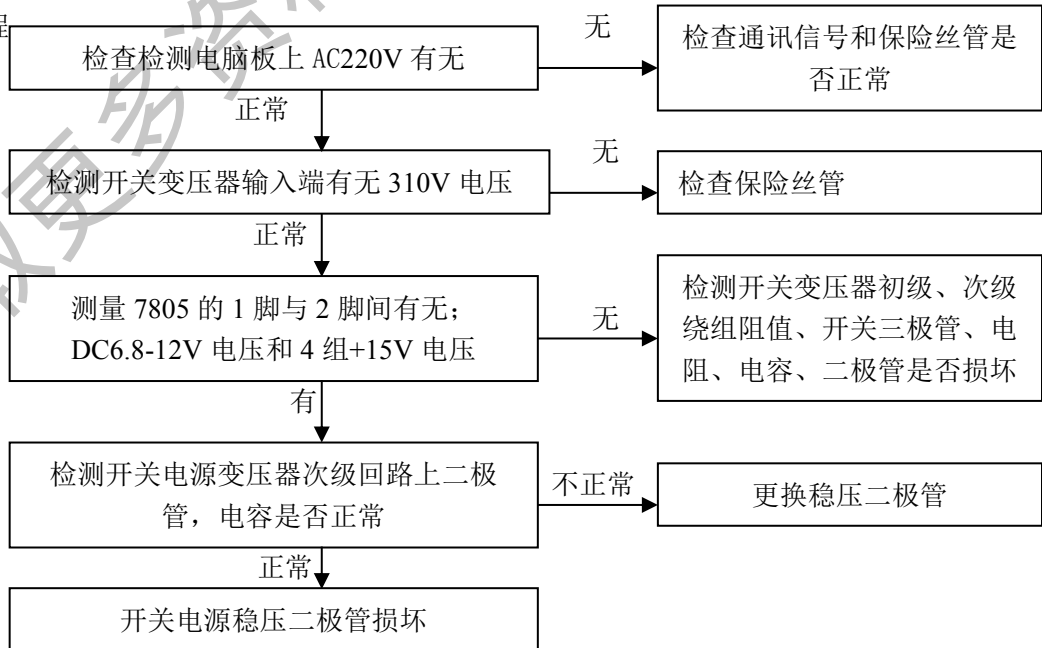 程
检查检测电脑板上 AC220V 有无
无
检查通讯信号和保险丝管是
否正常
正常
检测开关变压器输入端有无 310V 电压
无
检查保险丝管
正常
测量 7805 的 1 脚与 2 脚间有无；
DC6.8-12V 电压和 4 组+15V 电压
无
检测开关变压器初级、次级
绕组阻值、开关三极管、电
阻、电容、二极管是否损坏
有
检测开关电源变压器次级回路上二极
管，电容是否正常
不正常
更换稳压二极管
正常
开关电源稳压二极管损坏
更多资